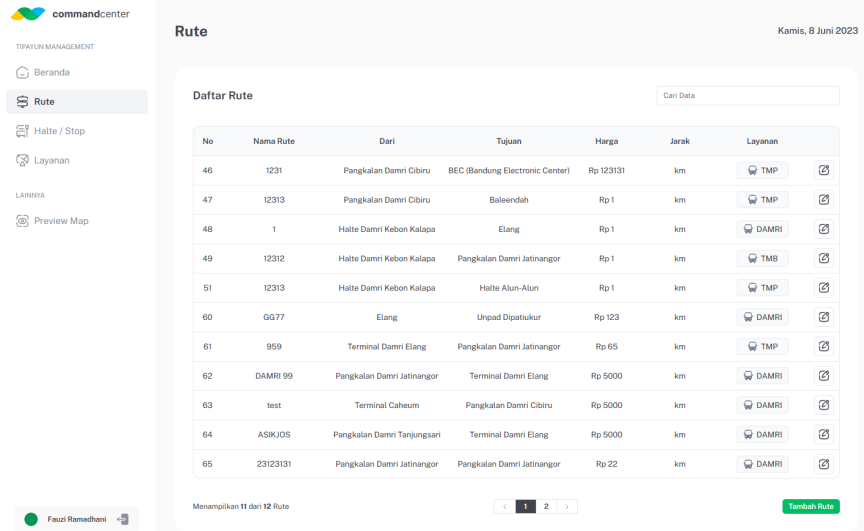 commandcenter
TIPAYUN MANAGEMENT
Beranda
Rute
Halte / Stop
Layanan
LAINNYA
Preview Map
Fauzi Ramadhani
Rute
Kamis, 8 Juni 2023
Daftar Rute
Cari Data
No Nama Rute Dari Tujuan Harga Jarak Layanan
46 1231 Pangkalan Damri Cibiru BEC (Bandung Electronic Center) Rp 123131 km TMP
47 12313 Pangkalan Damri Cibiru Baleendah Rp 1 km TMP
48 1 Halte Damri Kebon Kalapa Elang Rp 1 km DAMRI
49 12312 Halte Damri Kebon Kalapa Pangkalan Damri Jatinangor Rp 1 km TMB
51 12313 Halte Damri Kebon Kalapa Halte Alun-Alun Rp 1 km TMP
60 GG77 Elang Unpad Dipatiukur Rp 123 km DAMRI
61 959 Terminal Damri Elang Pangkalan Damri Jatinangor Rp 65 km TMP
62 DAMRI 99 Pangkalan Damri Jatinangor Terminal Damri Elang Rp 5000 km DAMRI
63 test Terminal Caheum Pangkalan Damri Cibiru Rp 5000 km DAMRI
64 ASIKJOS Pangkalan Damri Tanjungsari Terminal Damri Elang Rp 5000 km DAMRI
65 23123131 Pangkalan Damri Jatinangor Pangkalan Damri Jatinangor Rp 22 km DAMRI
Menampilkan 11 dari 12 Rute
< 1 2 >
Tambah Rute